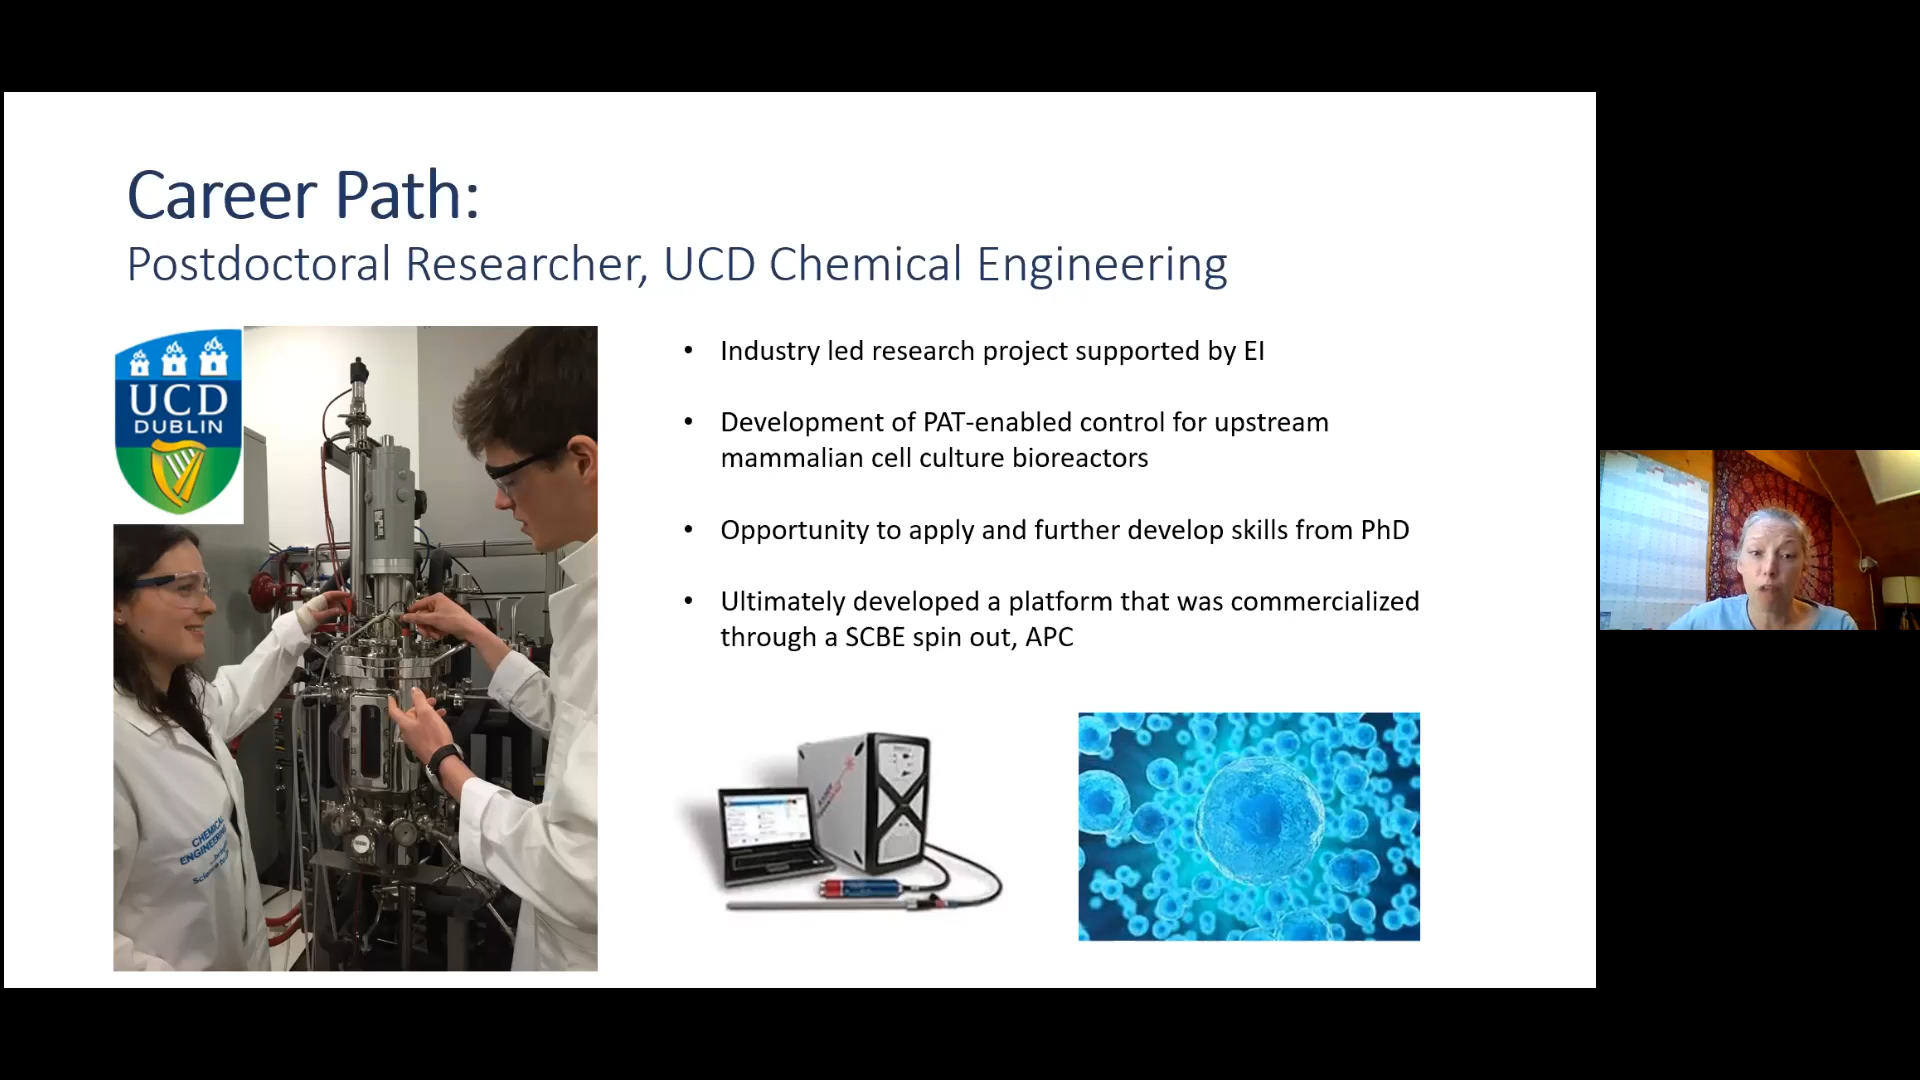 Career Path:
Postdoctoral Researcher, UCD Chemical Engineering
UCD
DUBLIN
• Industry led research project supported by EI
• Development of PAT-enabled control for upstream
mammalian cell culture bioreactors
• Opportunity to apply and further develop skills from PhD
• Ultimately developed a platform that was commercialized
through a SCBE spin out, APC
CHEMICAL
ENGINEERING